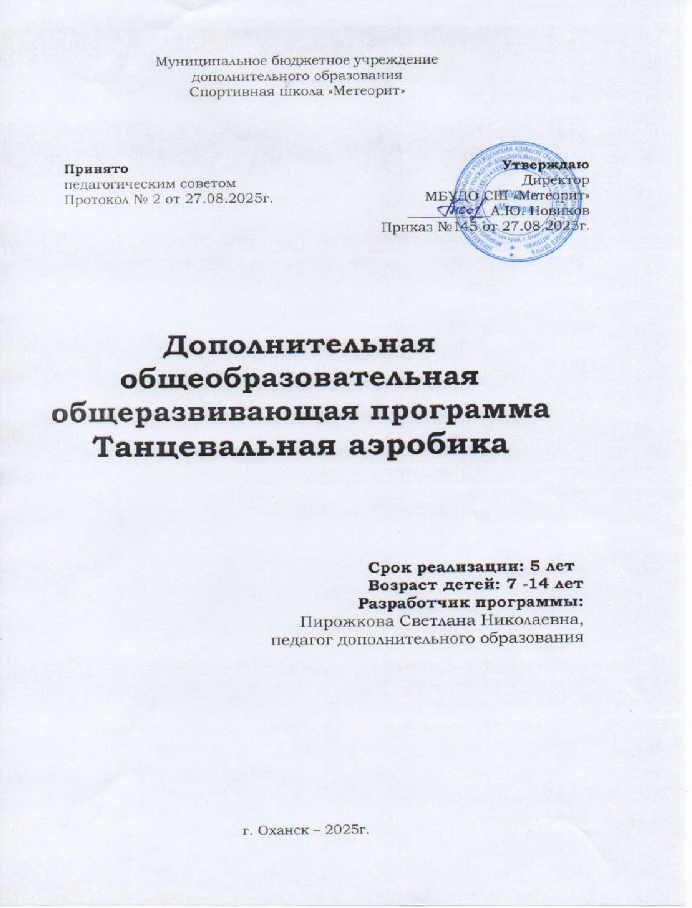 Муниципальное бюджетное учреждение
дополнительного образования
Спортивная школа «Метеорит»
Принято
педагогическим советом
Протокол № 2 от 27.08.2025г.
Утверждаю
Директор
МБУДО СШ «Метеорит»
А.Ю. Новиков
Приказ №145 от 27.08.2025г.
Дополнительная
общеобразовательная
общеразвивающая программа
Танцевальная аэробика
Срок реализации: 5 лет
Возраст детей: 7 -14 лет
Разработчик программы:
Пирожкова Светлана Николаевна,
педагог дополнительного образования
г. Оханск – 2025г.